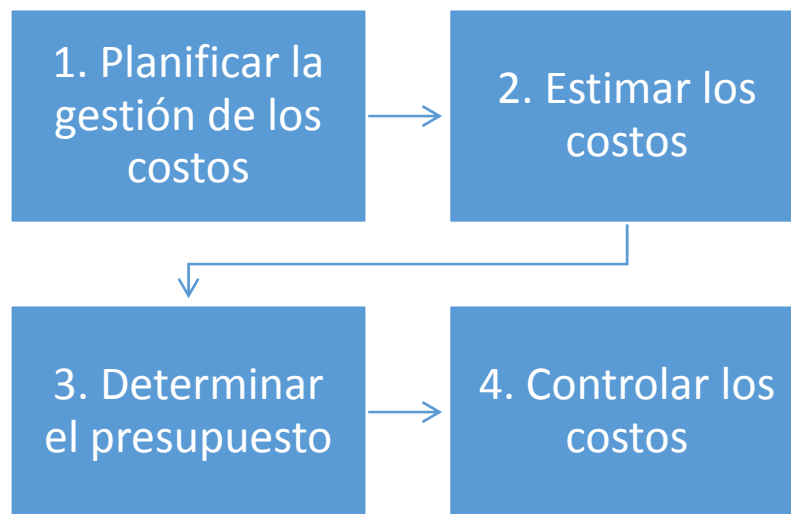 1. Planificar la
gestión de los
costos
2. Estimar los
costos
3. Determinar
el presupuesto
4. Controlar los
costos